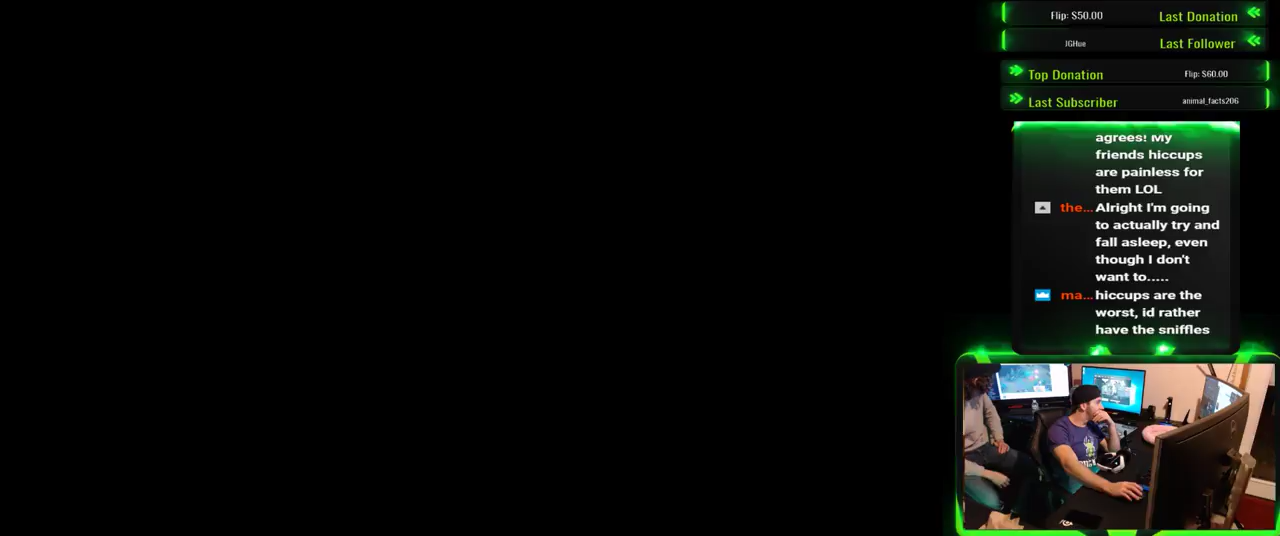 Flip: $50.00 Last Donation
JGHue Last Follower
Top Donation Flip: $60.00
Last Subscriber animal_facts206
agrees! My
friends hiccups
are painless for
them LOL
the... Alright I'm going
to actually try and
fall asleep, even
though I don't
want to.....
ma... hiccups are the
worst, id rather
have the sniffles